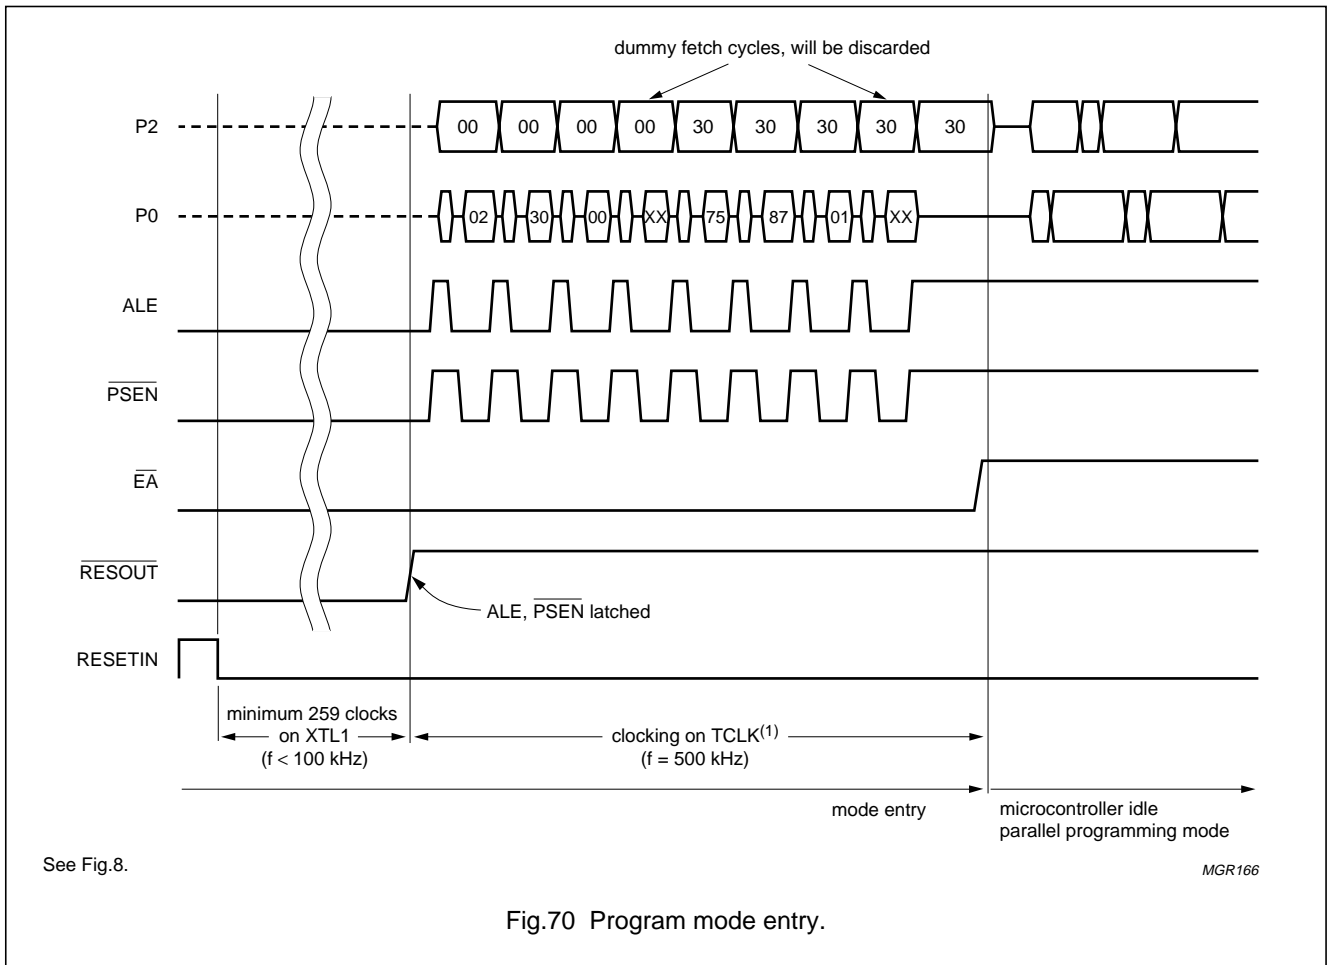 dummy fetch cycles, will be discarded
P2 00 00 00 00 30 30 30 30 30
P0 02 30 00 XX 75 87 01 XX
ALE
PSEN
EA
RESOUT
ALE, PSEN latched
RESETIN
minimum 259 clocks
on XTL1
(f < 100 kHz)
clocking on TCLK(1)
(f = 500 kHz)
mode entry
microcontroller idle
parallel programming mode
See Fig.8.
MGR166
Fig.70 Program mode entry.